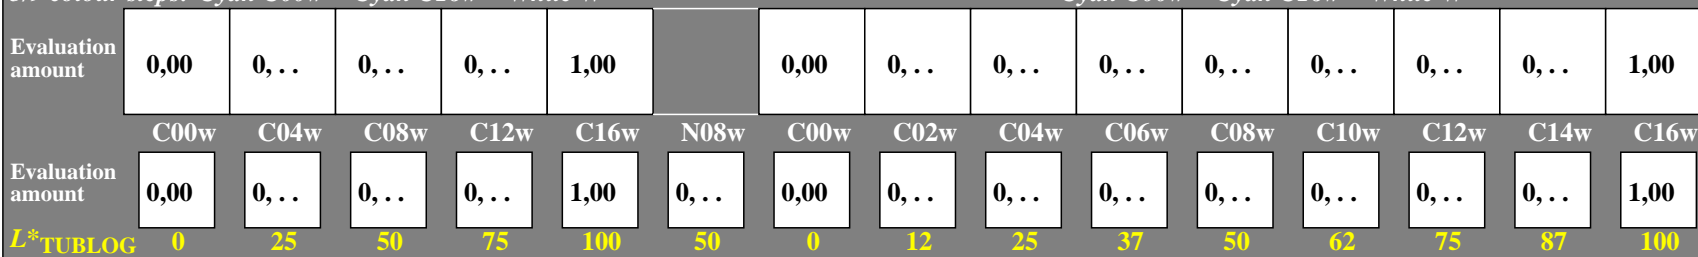 Evaluation amount 0,00 0, . . 0, . . 0, . . 1,00 0,00 0, . . 0, . . 0, . . 0, . . 0, . . 0, . . 0, . . 1,00
C00w C04w C08w C12w C16w N08w C00w C02w C04w C06w C08w C10w C12w C14w C16w
Evaluation amount 0,00 0, . . 0, . . 0, . . 1,00 0, . . 0,00 0, . . 0, . . 0, . . 0, . . 0, . . 0, . . 0, . . 1,00
L*TUBLOG 0 25 50 75 100 50 0 12 25 37 50 62 75 87 100